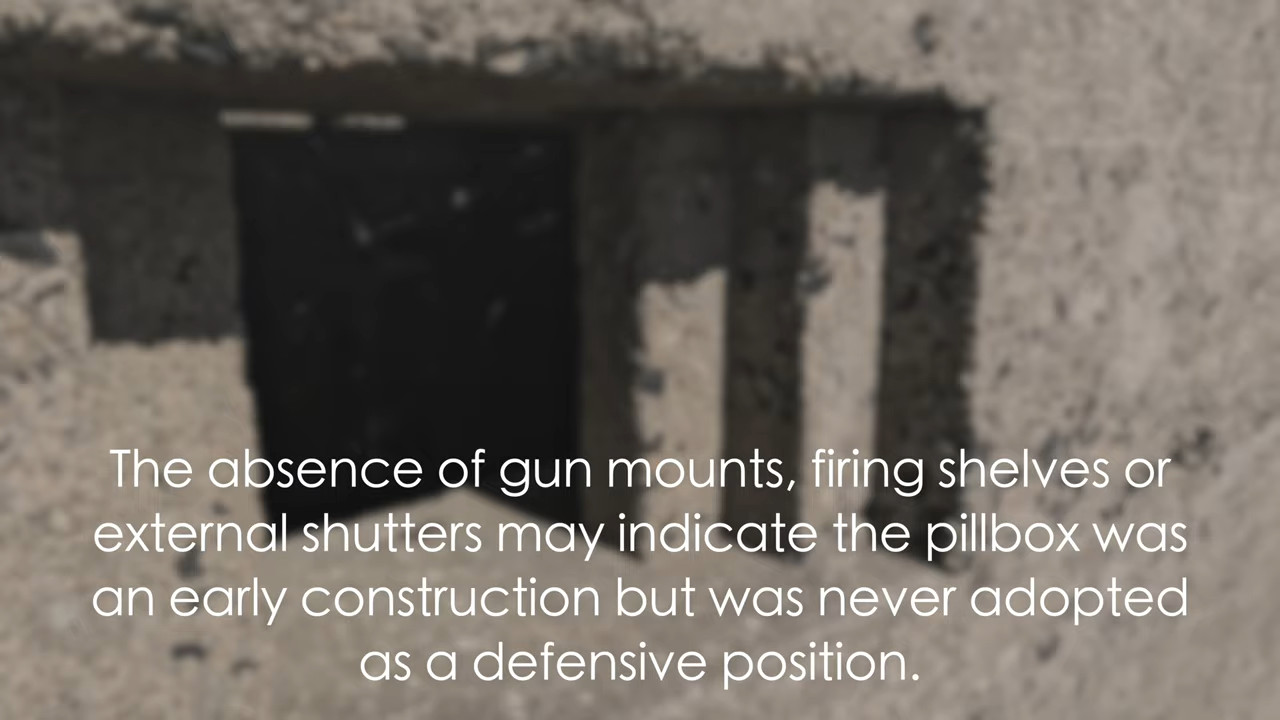 The absence of gun mounts, firing shelves or
external shutters may indicate the pillbox was
an early construction but was never adopted
as a defensive position.